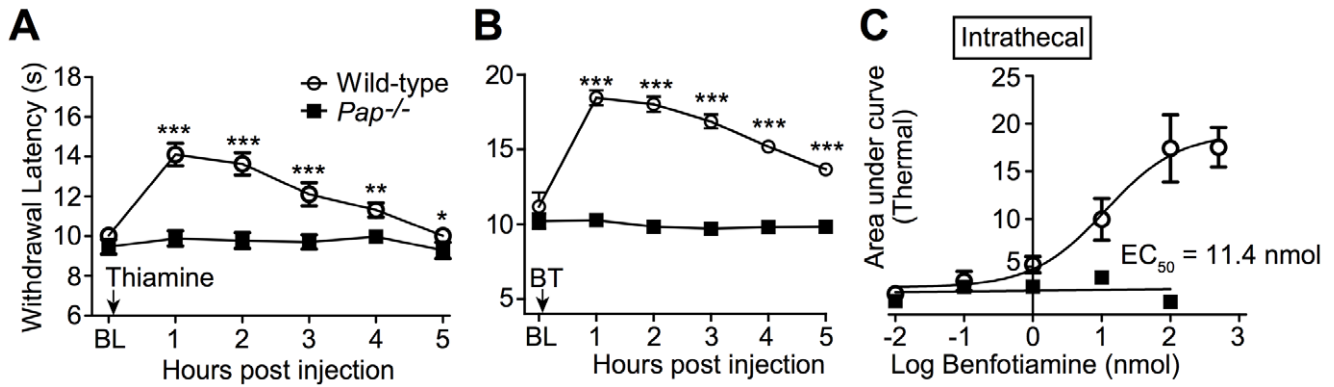 A
Withdrawal Latency (s)
18
16
14
12
10
8
6
Wild-type
Pap-/-
***
***
***
**
*
Thiamine
BL 1 2 3 4 5
Hours post injection
B
20
15
10
5
***
***
***
***
***
BT
BL 1 2 3 4 5
Hours post injection
C
Intrathecal
Area under curve
(Thermal)
25
20
15
10
5
EC50 = 11.4 nmol
-2 -1 0 1 2 3
Log Benfotiamine (nmol)